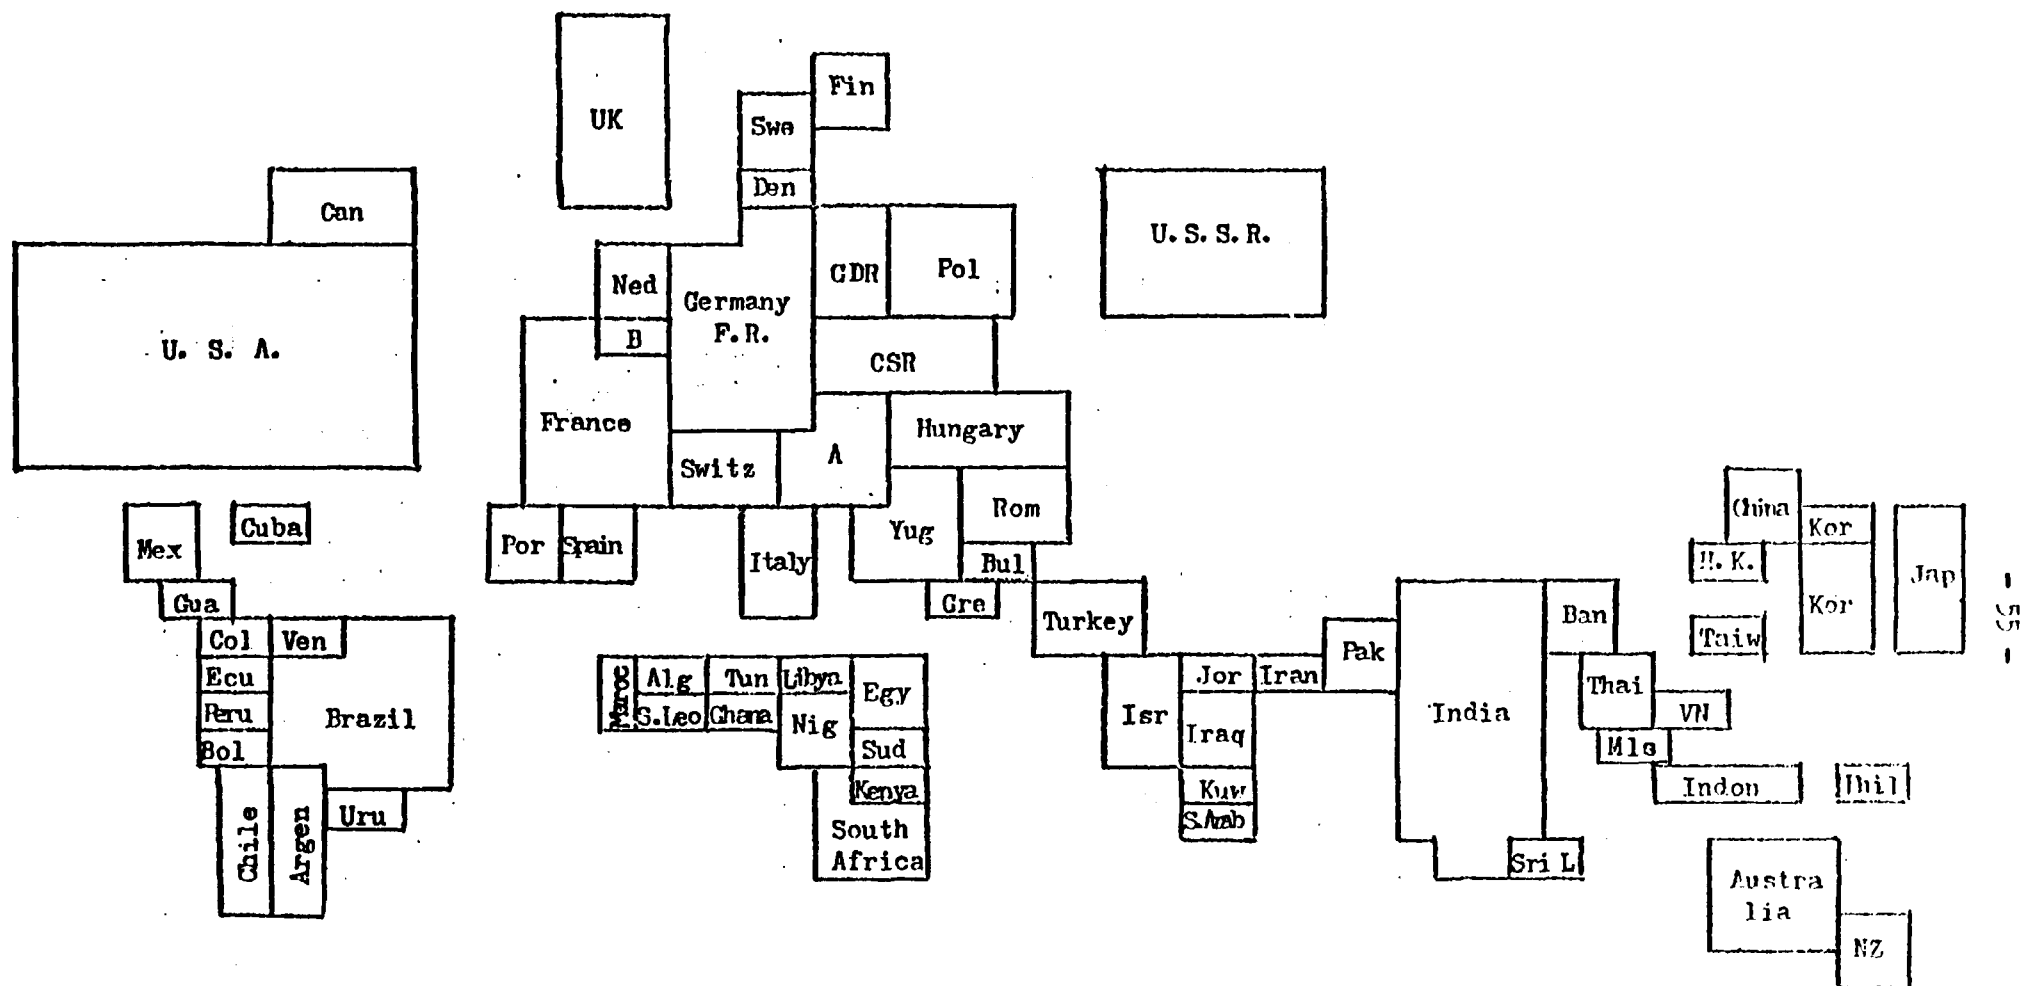 UK
Fin
Swe
Den
Can
U.S.S.R.
Ned
Germany
F.R.
GDR
Pol
B
U. S. A.
CSR
France
Hungary
Switz
A
Mex
Cuba
Por
Spain
Italy
Yug
Rom
Bul
China
Kor
H.K.
Kor
Jap
Gua
Gre
Turkey
Ban
Taiw
- 55 -
Col
Ven
Ecu
Peru
Bol
Brazil
Maroc
Alg
Tun
Libya
Egy
S.Leo
Ghana
Nig
Sud
Kenya
South
Africa
Isr
Jor
Iran
Pak
Iraq
Kuw
S.Arab
India
Thai
VN
Mls
Indon
Phil
Chile
Argen
Uru
Sri L
Austra
lia
NZ